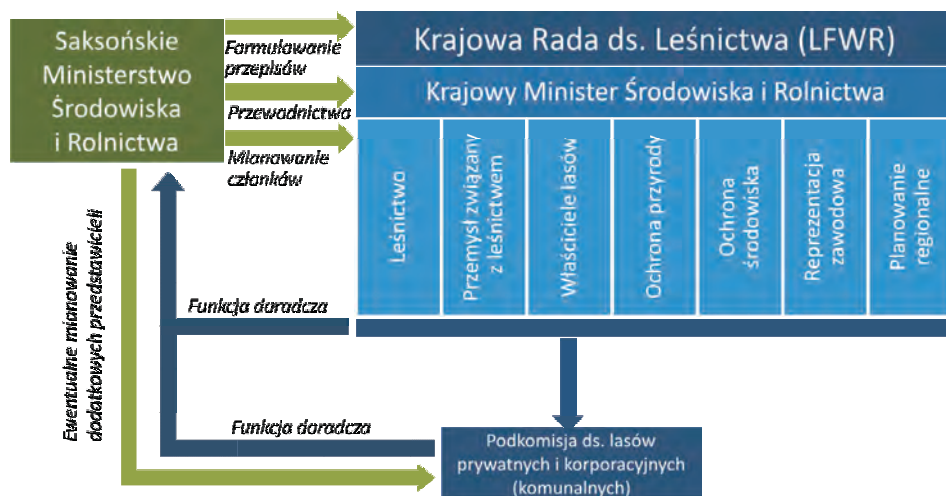 Saksońskie
Ministerstwo
Środowiska
i Rolnictwa
Formułowanie
przepisów
Przewodnictwo
Mianowanie
członków
Krajowa Rada ds. Leśnictwa (LFWR)
Krajowy Minister Środowiska i Rolnictwa
Leśnictwo
Przemysł związany
z leśnictwem
Właściciele lasów
Ochrona przyrody
Ochrona
środowiska
Reprezentacja
zawodowa
Planowanie
regionalne
Funkcja doradcza
Ewentualne mianowanie
dodatkowych przedstawicieli
Funkcja doradcza
Podkomisja ds. lasów
prywatnych i korporacyjnych
(komunalnych)